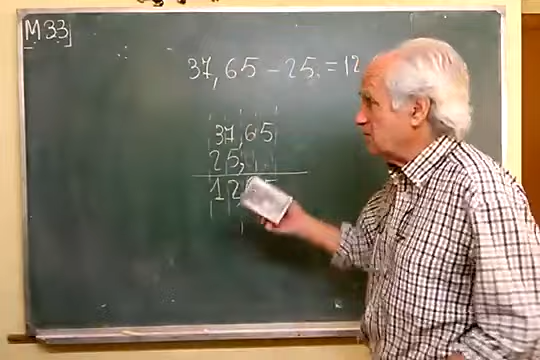 M33]
37,65 - 25. = 12
37,65
25,
12